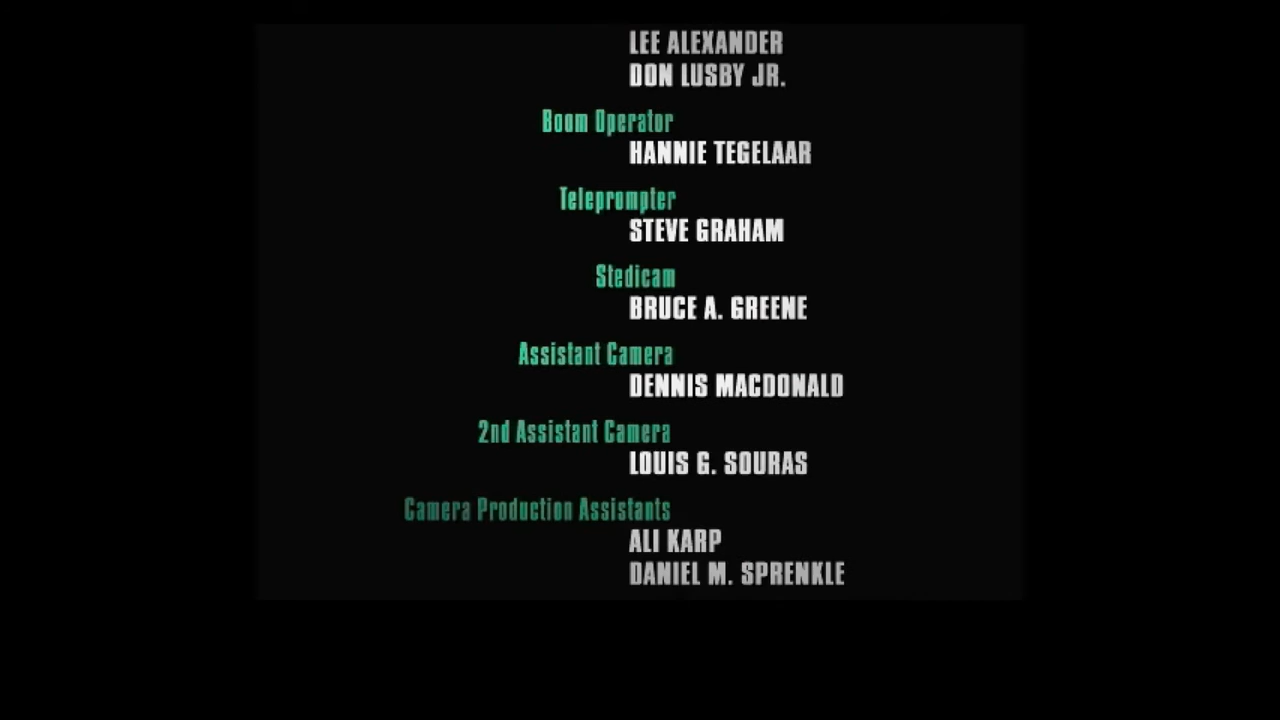 LEE ALEXANDER
DON LUSBY JR.
Boom Operator
HANNIE TEGELAAR
Teleprompter
STEVE GRAHAM
Stedicam
BRUCE A. GREENE
Assistant Camera
DENNIS MACDONALD
2nd Assistant Camera
LOUIS G. SOURAS
Camera Production Assistants
ALI KARP
DANIEL M. SPRENKLE